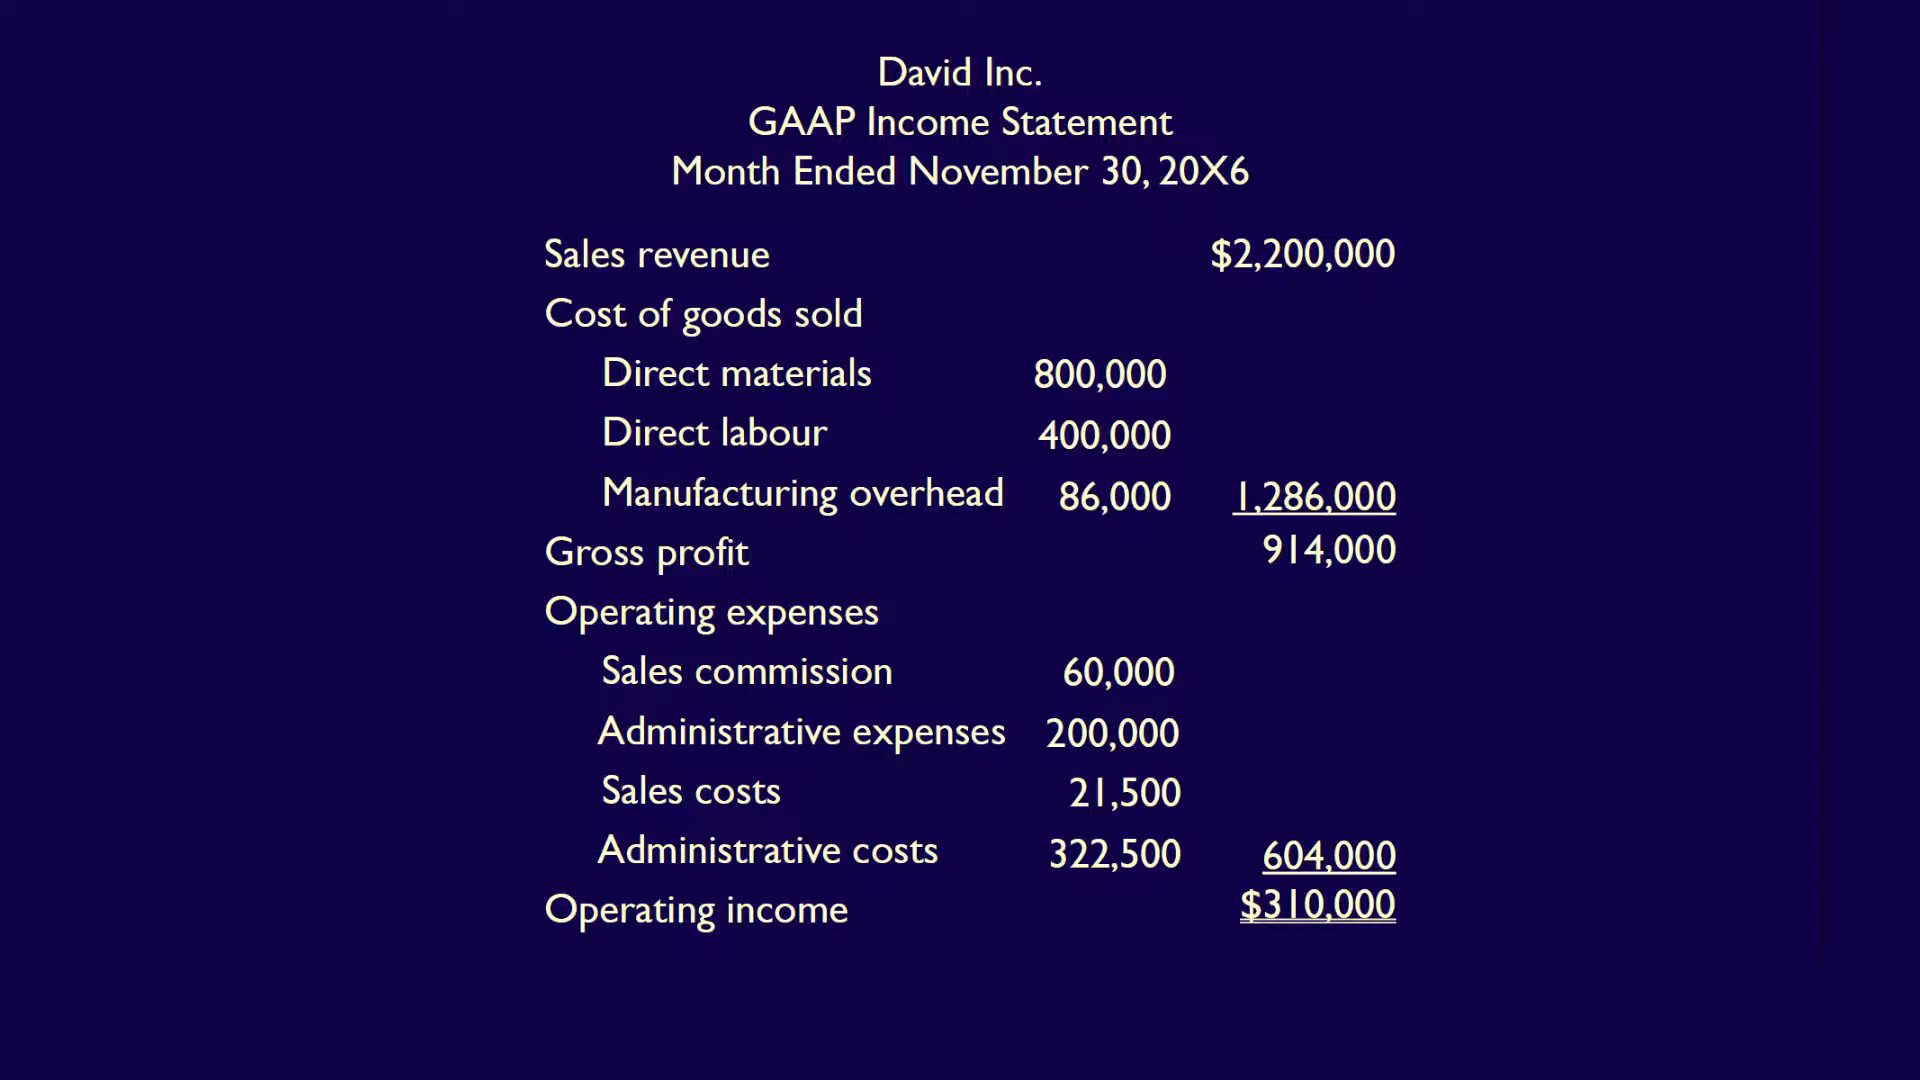 David Inc.
GAAP Income Statement
Month Ended November 30, 20X6
Sales revenue $2,200,000
Cost of goods sold
Direct materials 800,000
Direct labour 400,000
Manufacturing overhead 86,000 1,286,000
Gross profit 914,000
Operating expenses
Sales commission 60,000
Administrative expenses 200,000
Sales costs 21,500
Administrative costs 322,500 604,000
Operating income $310,000